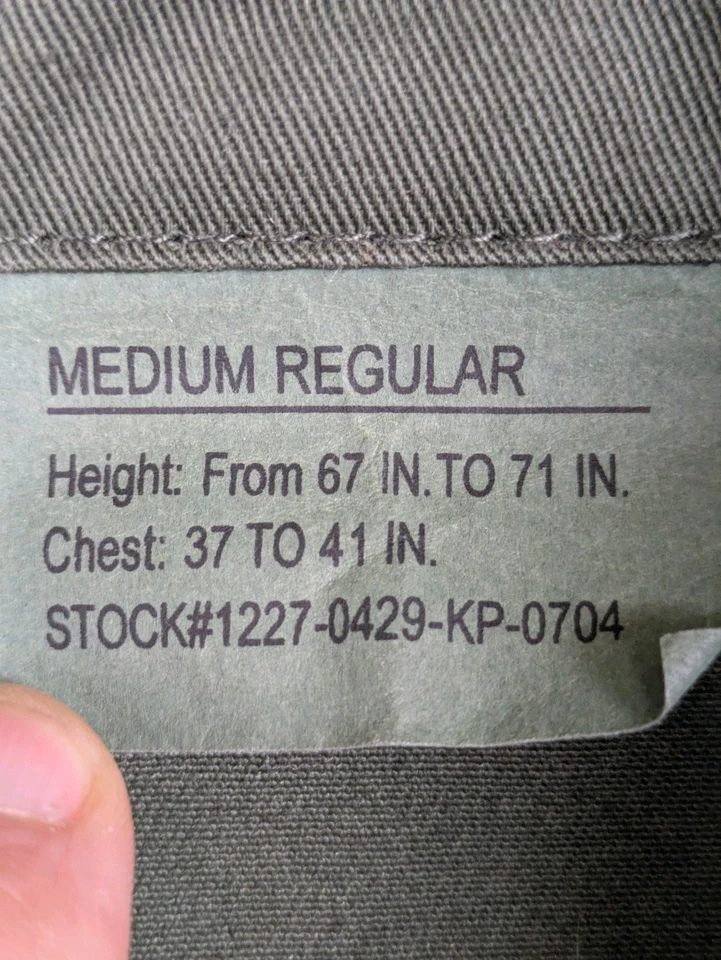 MEDIUM REGULAR
Height: From 67 IN. TO 71 IN.
Chest: 37 TO 41 IN.
STOCK#1227-0429-KP-0704